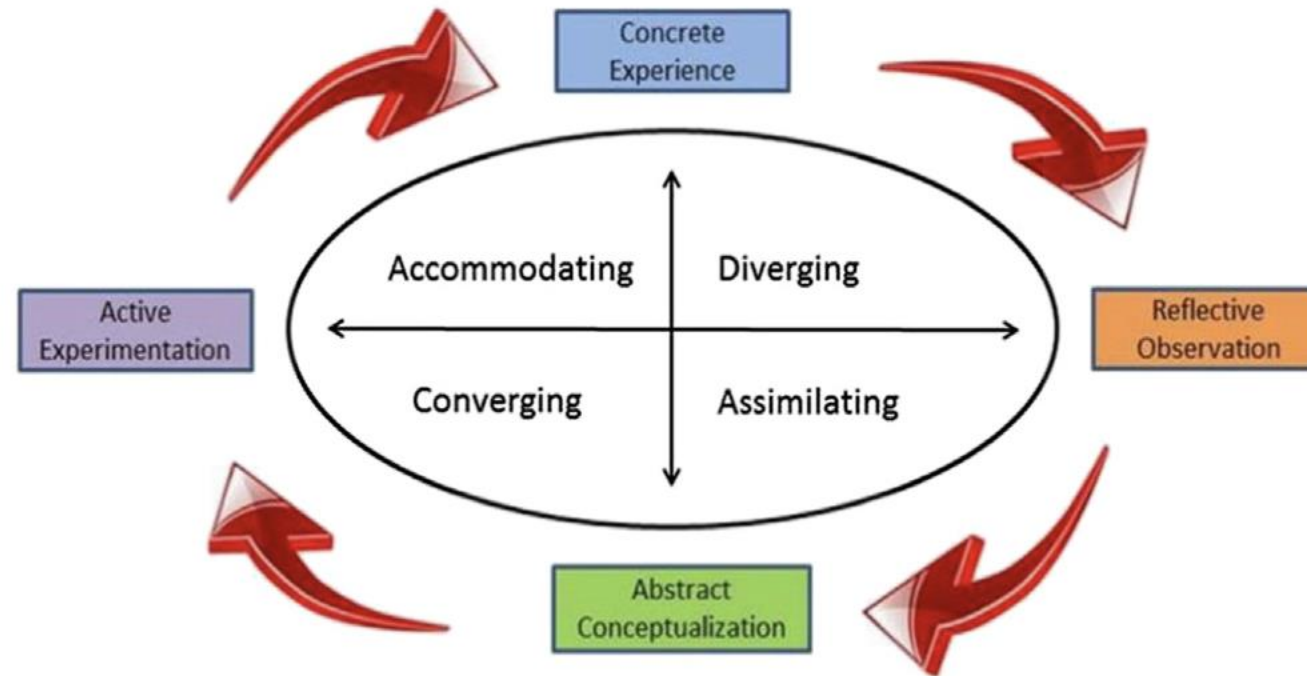 Concrete
Experience
Accommodating
Diverging
Active
Experimentation
Reflective
Observation
Converging
Assimilating
Abstract
Conceptualization